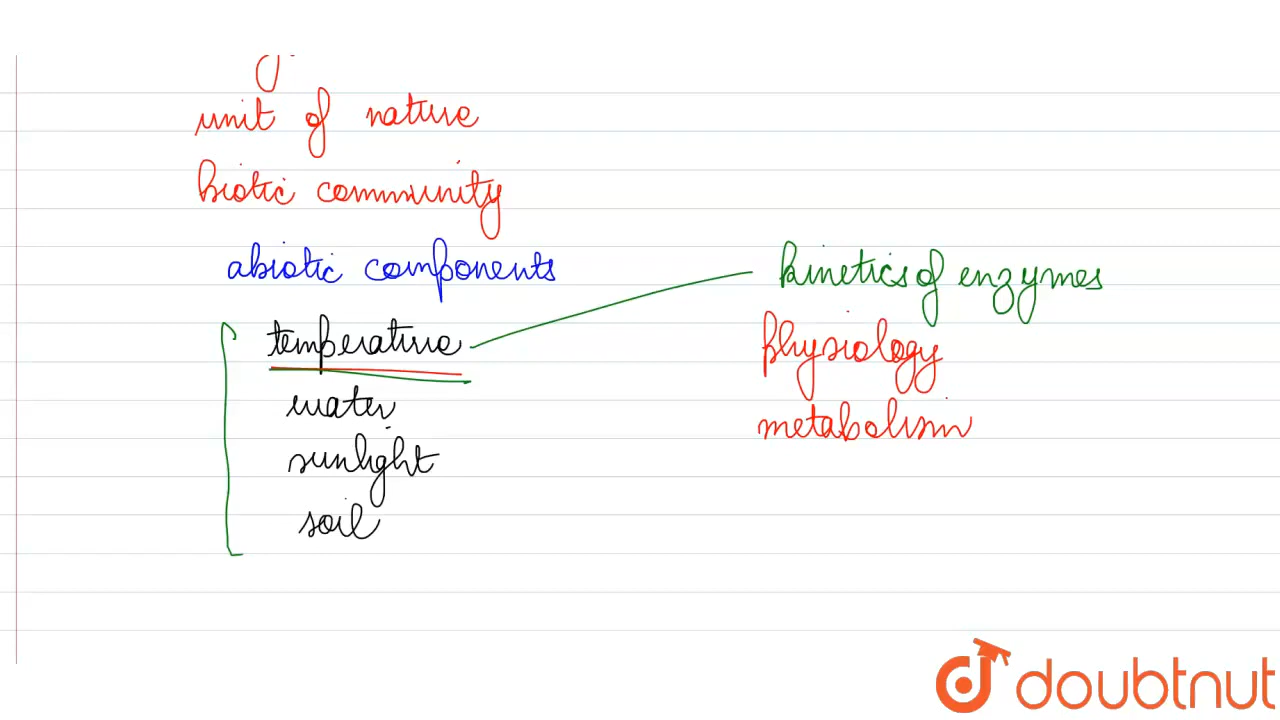 unit of nature
biotic community
abiotic components
temperature
water
sunlight
soil
kinetics of enzymes
physiology
metabolism
doubtnut